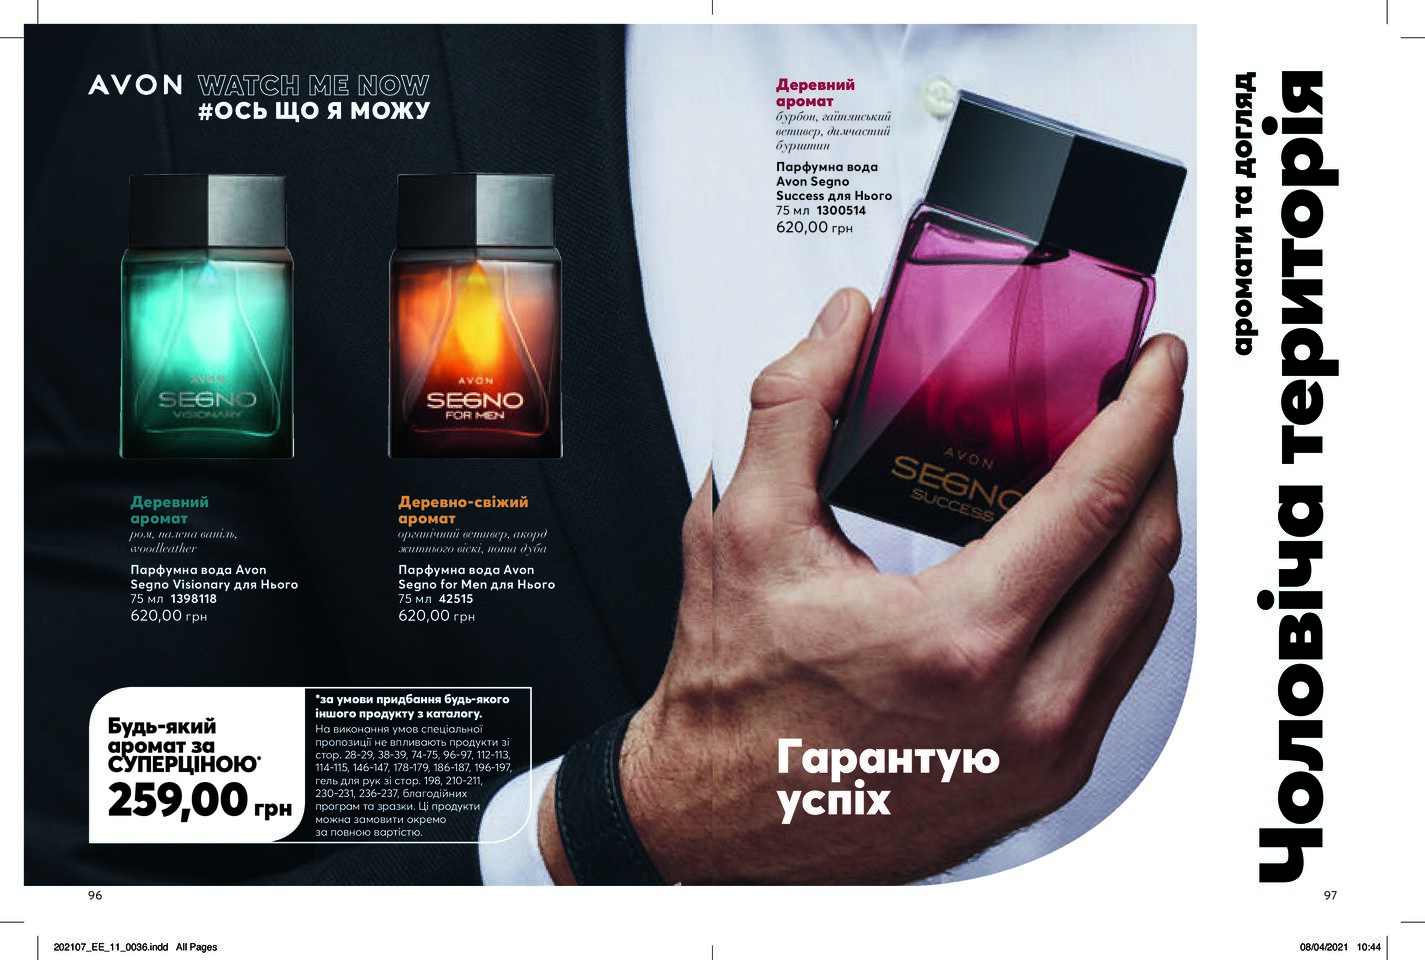 AVON WATCH ME NOW
#ОСЬ ЩО Я МОЖУ
AVON
SEGNO
VISIONARY
AVON
SEGNO
FOR MEN
Деревний
аромат
ром, палена ваніль,
woodleather
Парфумна вода Avon
Segno Visionary для Нього
75 мл 1398118
620,00 грн
Деревно-свіжий
аромат
органічний ветивер, акорд
житнього віскі, нота дуба
Парфумна вода Avon
Segno for Men для Нього
75 мл 42515
620,00 грн
Будь-який
аромат за
СУПЕРЦІНОЮ*
259,00 грн
*за умови придбання будь-якого
іншого продукту з каталогу.
На виконання умов спеціальної
пропозиції не впливають продукти зі
стор. 28-29, 38-39, 74-75, 96-97, 112-113,
114-115, 146-147, 178-179, 186-187, 196-197,
гель для рук зі стор. 198, 210-211,
230-231, 236-237, благодійних
програм та зразки. Ці продукти
можна замовити окремо
за повною вартістю.
96
Деревний
аромат
бурбон, гаїтянський
ветивер, димчастий
бурштин
Парфумна вода
Avon Segno
Success для Нього
75 мл 1300514
620,00 грн
AVON
SEGNO
SUCCESS
Гарантую
успіх
аромати та догляд
Чоловіча територія
97
202107_EE_11_0036.indd All Pages
08/04/2021 10:44